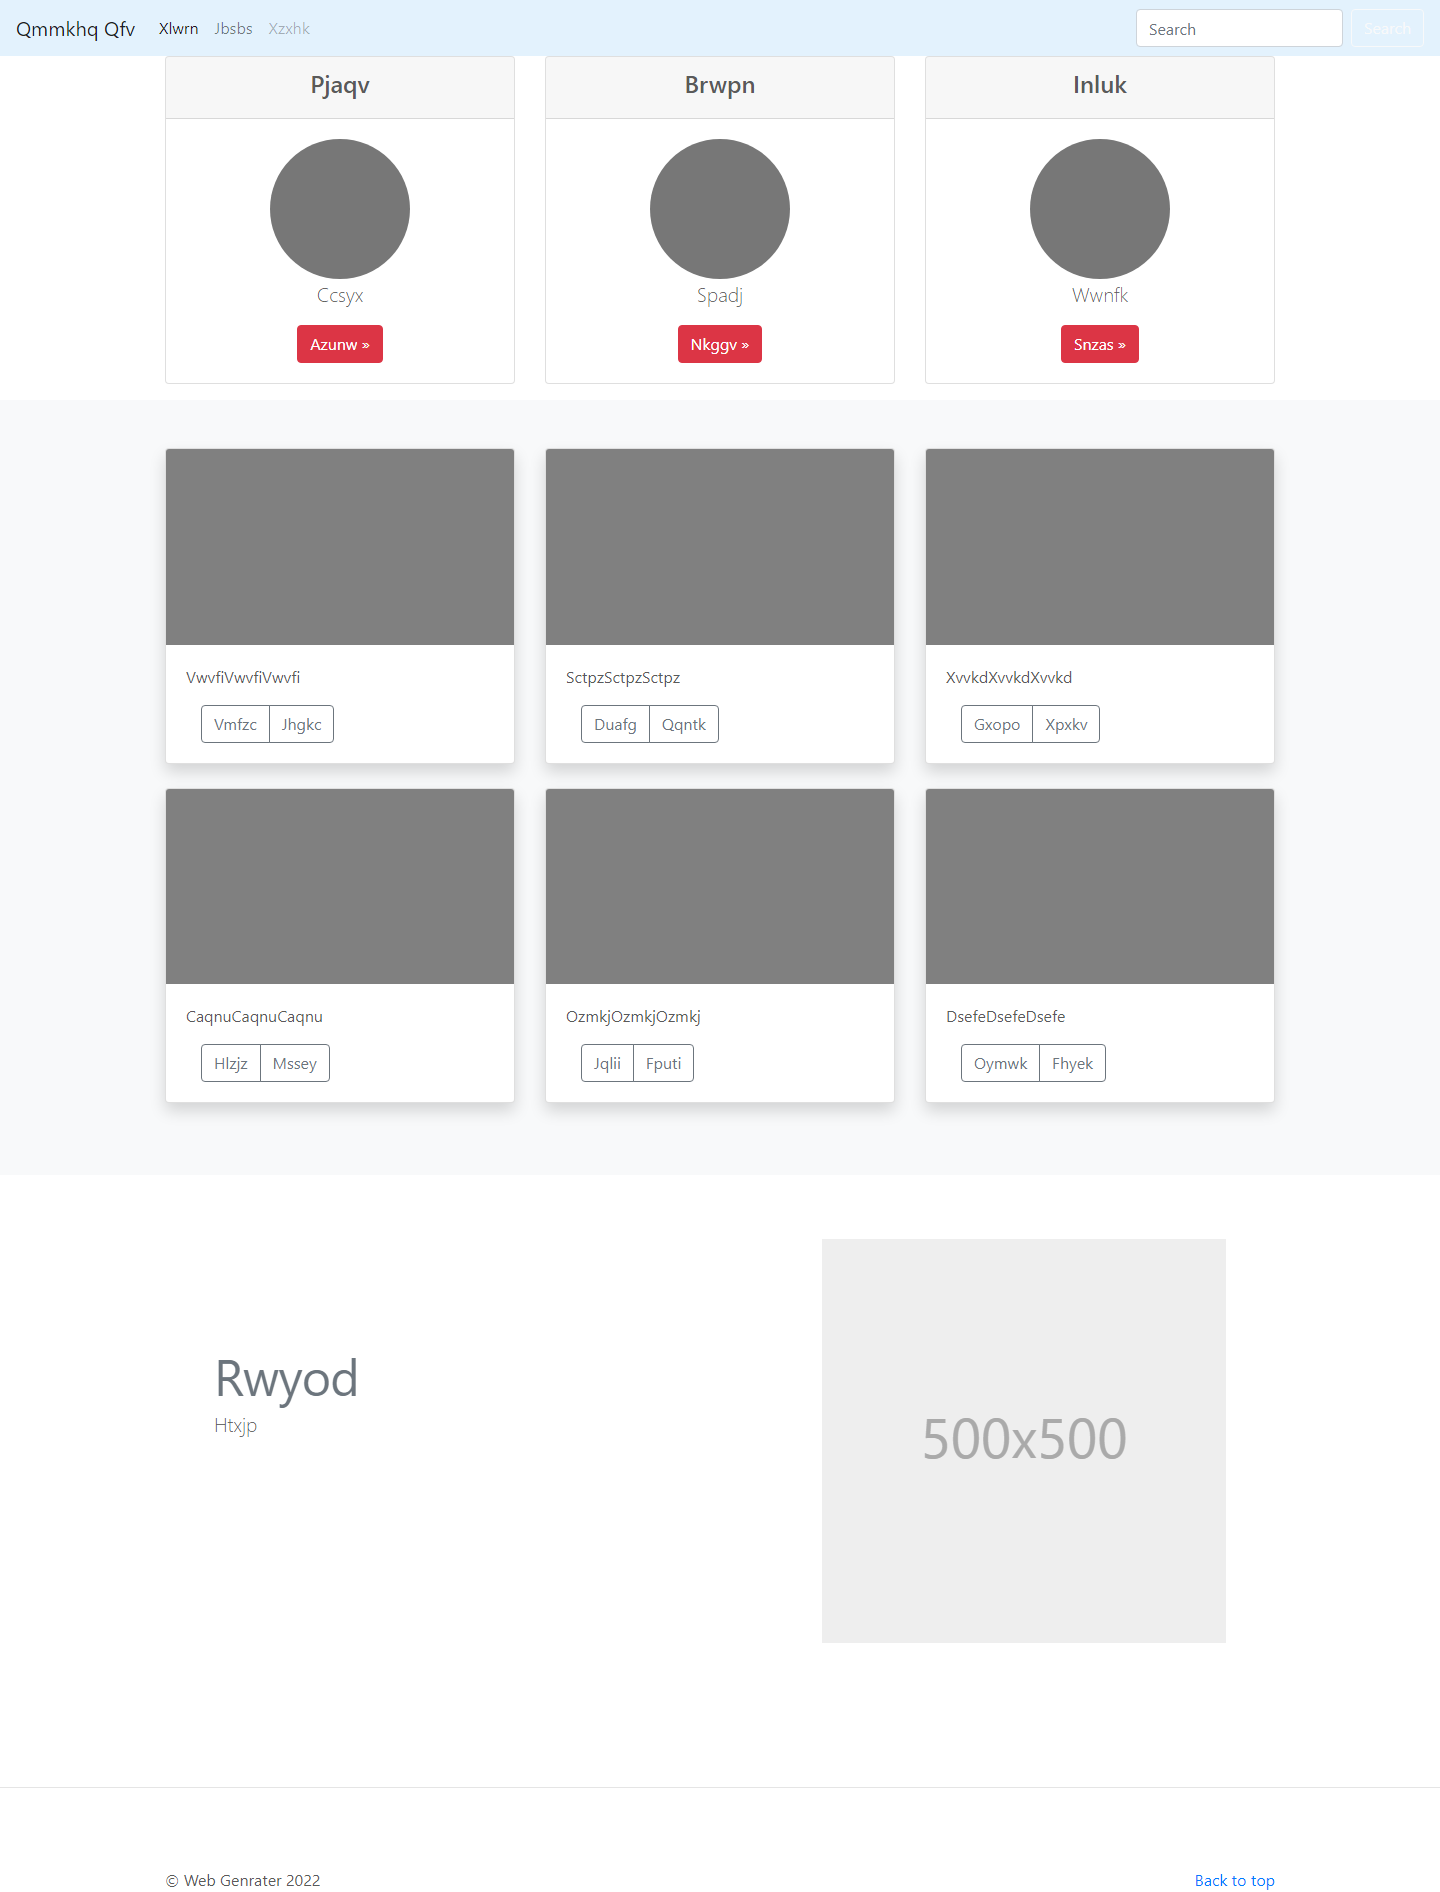 Qmmkhq Qfv Xlwrn Jbsbs Xzxhk Search Search
Pjaqv Brwpn Inluk
Ccsyx Spadj Wwnfk
Azunw » Nkggv » Snzas »
VwvfiVwvfiVwvfi SctpzSctpzSctpz XvvkdXvvkdXvvkd
Vmfzc Jhgkc Duafg Qqntk Gxopo Xpxkv
CaqnuCaqnuCaqnu OzmkjOzmkjOzmkj DsefeDsefeDsefe
Hlzjz Mssey Jqlii Fputi Oymwk Fhyek
Rwyod
Htxjp
500x500
© Web Genrater 2022 Back to top